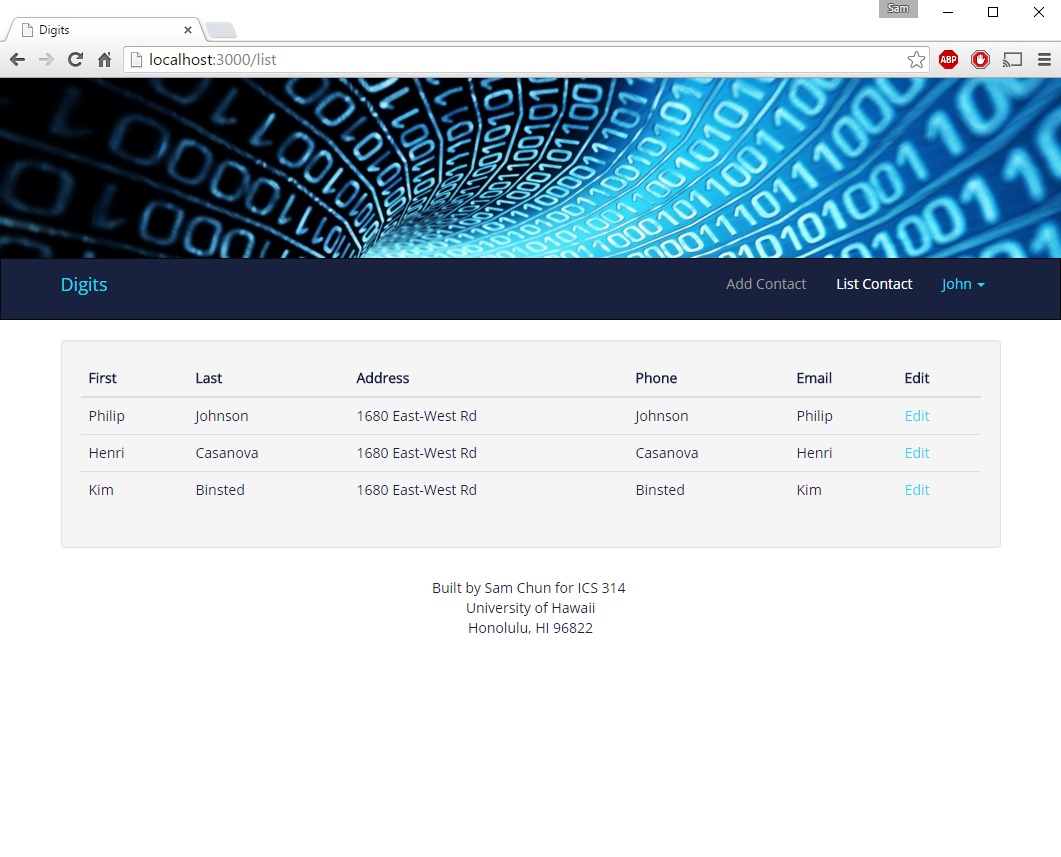 Sam
Digits
localhost:3000/list
Digits Add Contact List Contact John
First Last Address Phone Email Edit
Philip Johnson 1680 East-West Rd Johnson Philip Edit
Henri Casanova 1680 East-West Rd Casanova Henri Edit
Kim Binsted 1680 East-West Rd Binsted Kim Edit
Built by Sam Chun for ICS 314
University of Hawaii
Honolulu, HI 96822